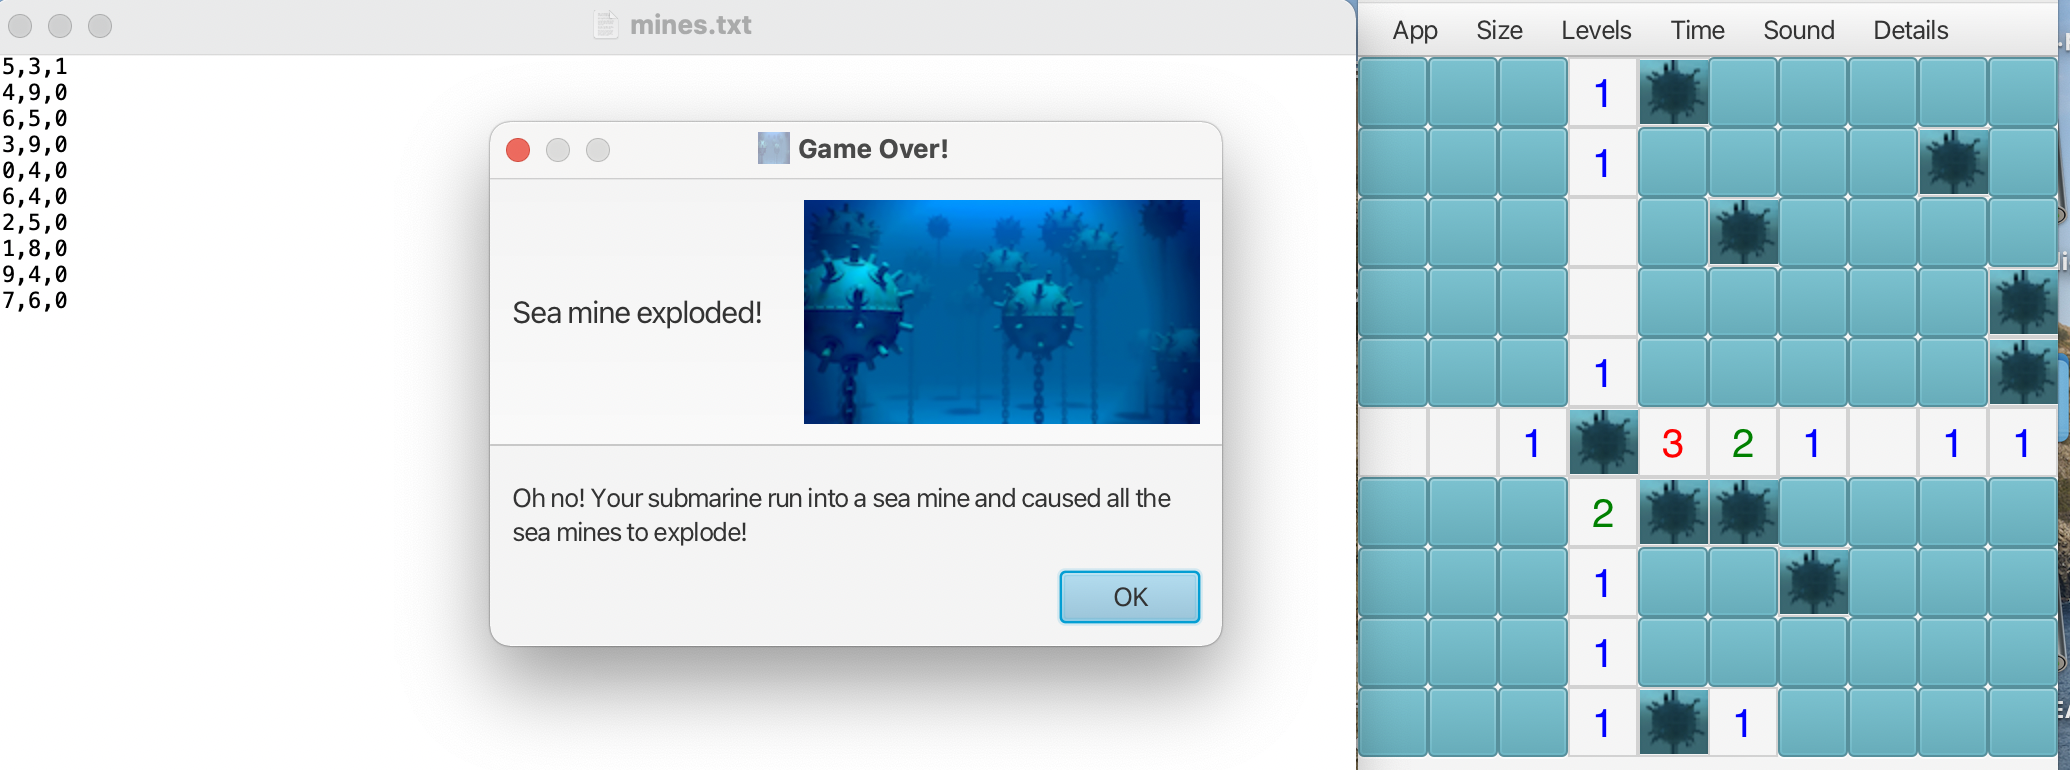 mines.txt
5,3,1
4,9,0
6,5,0
3,9,0
0,4,0
6,4,0
2,5,0
1,8,0
9,4,0
7,6,0
Game Over!
Sea mine exploded!
Oh no! Your submarine run into a sea mine and caused all the
sea mines to explode!
OK
App Size Levels Time Sound Details
1
1
1
1 3 2 1 1 1
2
1
1
1 1